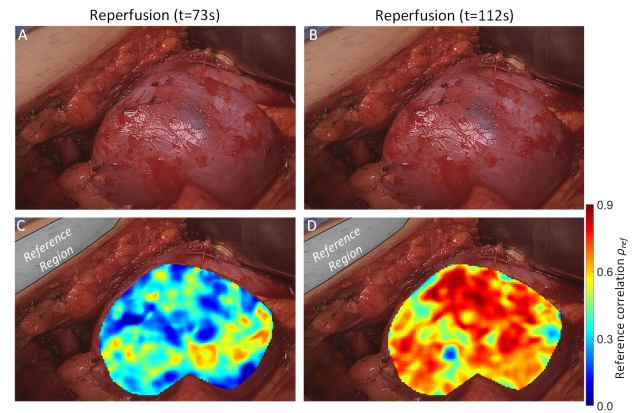 Reperfusion (t=73s)
Reperfusion (t=112s)
A
B
C
Reference
Region
D
Reference
Region
0.9
0.6
0.3
0.0
Reference correlation ρref